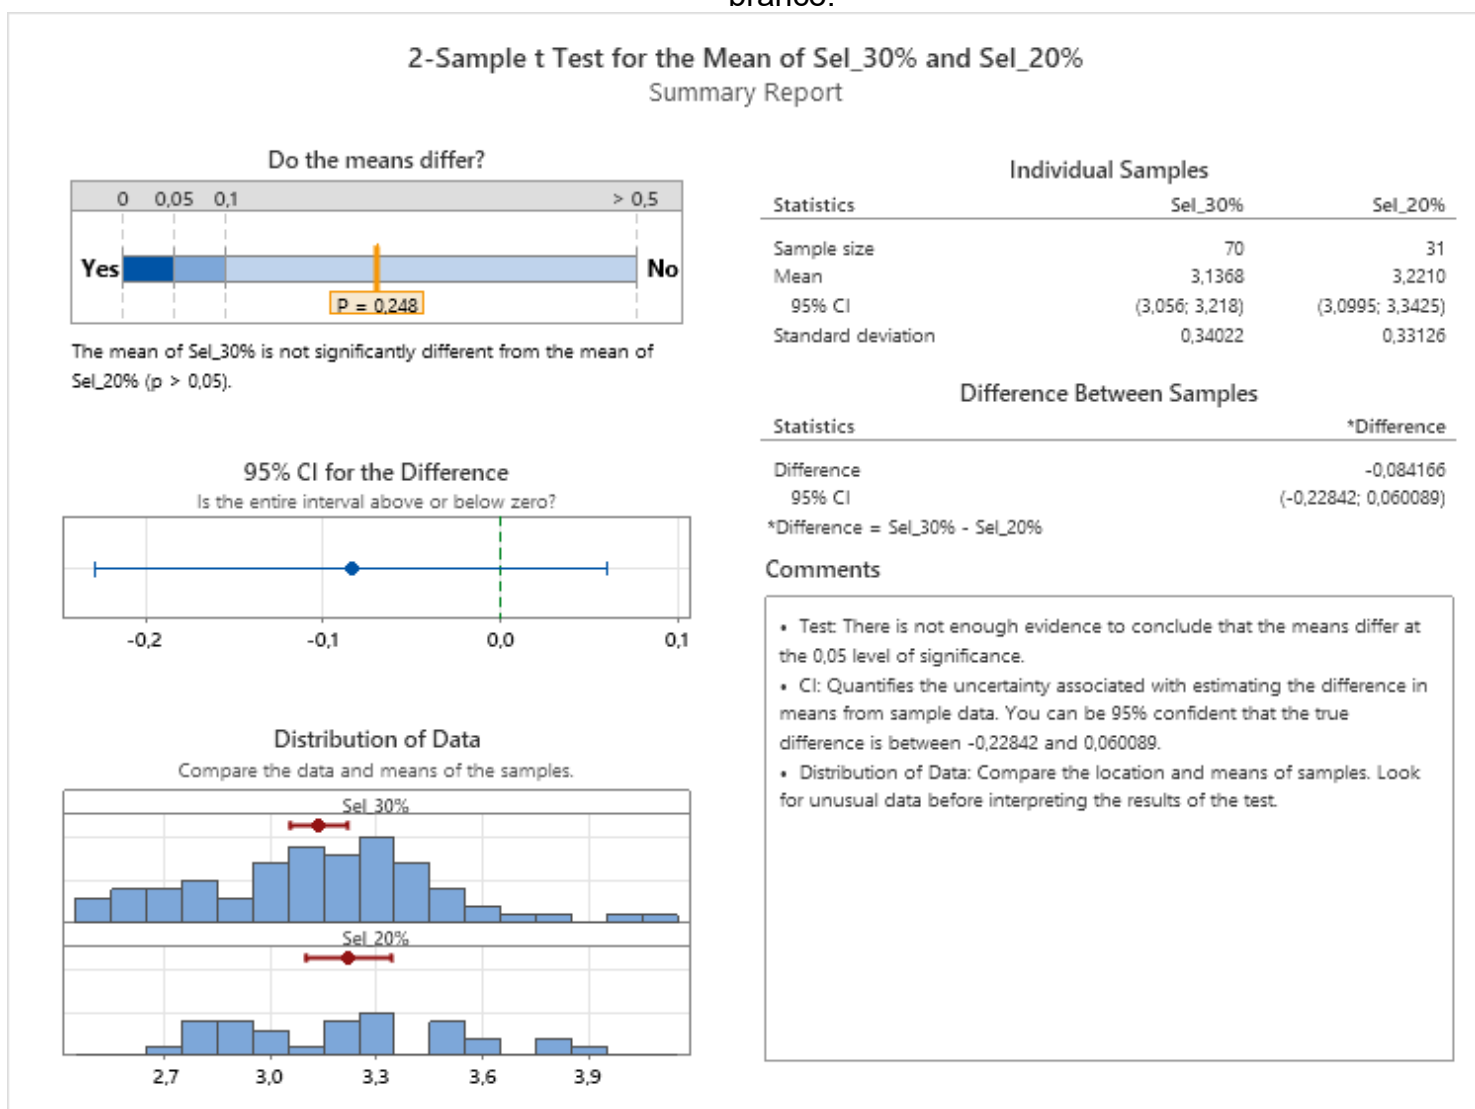 branco.
2-Sample t Test for the Mean of Sel_30% and Sel_20%
Summary Report
Do the means differ?
0 0,05 0,1 > 0,5
Yes No
P = 0,248
The mean of Sel_30% is not significantly different from the mean of
Sel_20% (p > 0,05).
95% CI for the Difference
Is the entire interval above or below zero?
-0,2 -0,1 0,0 0,1
Distribution of Data
Compare the data and means of the samples.
Sel_30%
Sel_20%
2,7 3,0 3,3 3,6 3,9
Individual Samples
Statistics Sel_30% Sel_20%
Sample size 70 31
Mean 3,1368 3,2210
95% CI (3,056; 3,218) (3,0995; 3,3425)
Standard deviation 0,34022 0,33126
Difference Between Samples
Statistics *Difference
Difference -0,084166
95% CI (-0,22842; 0,060089)
*Difference = Sel_30% - Sel_20%
Comments
• Test: There is not enough evidence to conclude that the means differ at
the 0,05 level of significance.
• CI: Quantifies the uncertainty associated with estimating the difference in
means from sample data. You can be 95% confident that the true
difference is between -0,22842 and 0,060089.
• Distribution of Data: Compare the location and means of samples. Look
for unusual data before interpreting the results of the test.